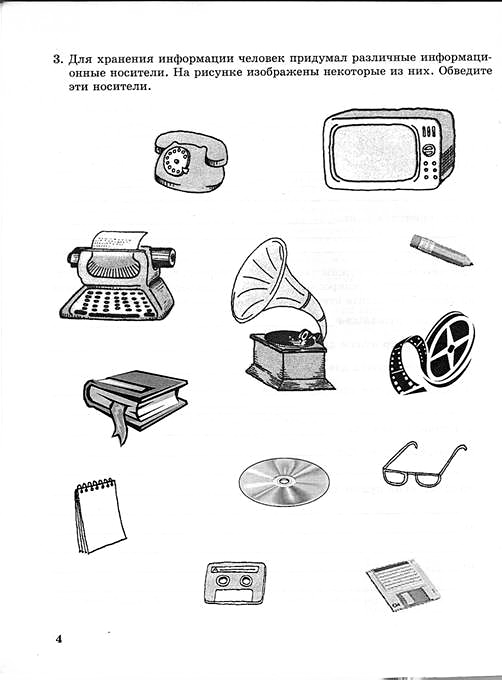 3. Для хранения информации человек придумал различные информаци-
онные носители. На рисунке изображены некоторые из них. Обведите
эти носители.
4